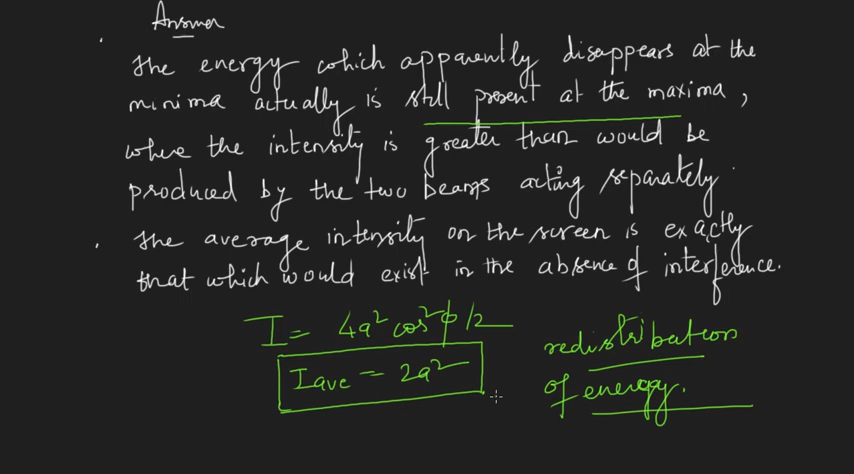 Answer
. The energy which apparently disappears at the
minima actually is still present at the maxima,
where the intensity is greater than would be
produced by the two beams acting separately.
. The average intensity on the screen is exactly
that which would exist in the absence of interference.
I = 4a² cos² φ/2
I ave = 2a²
redistribution
of energy.